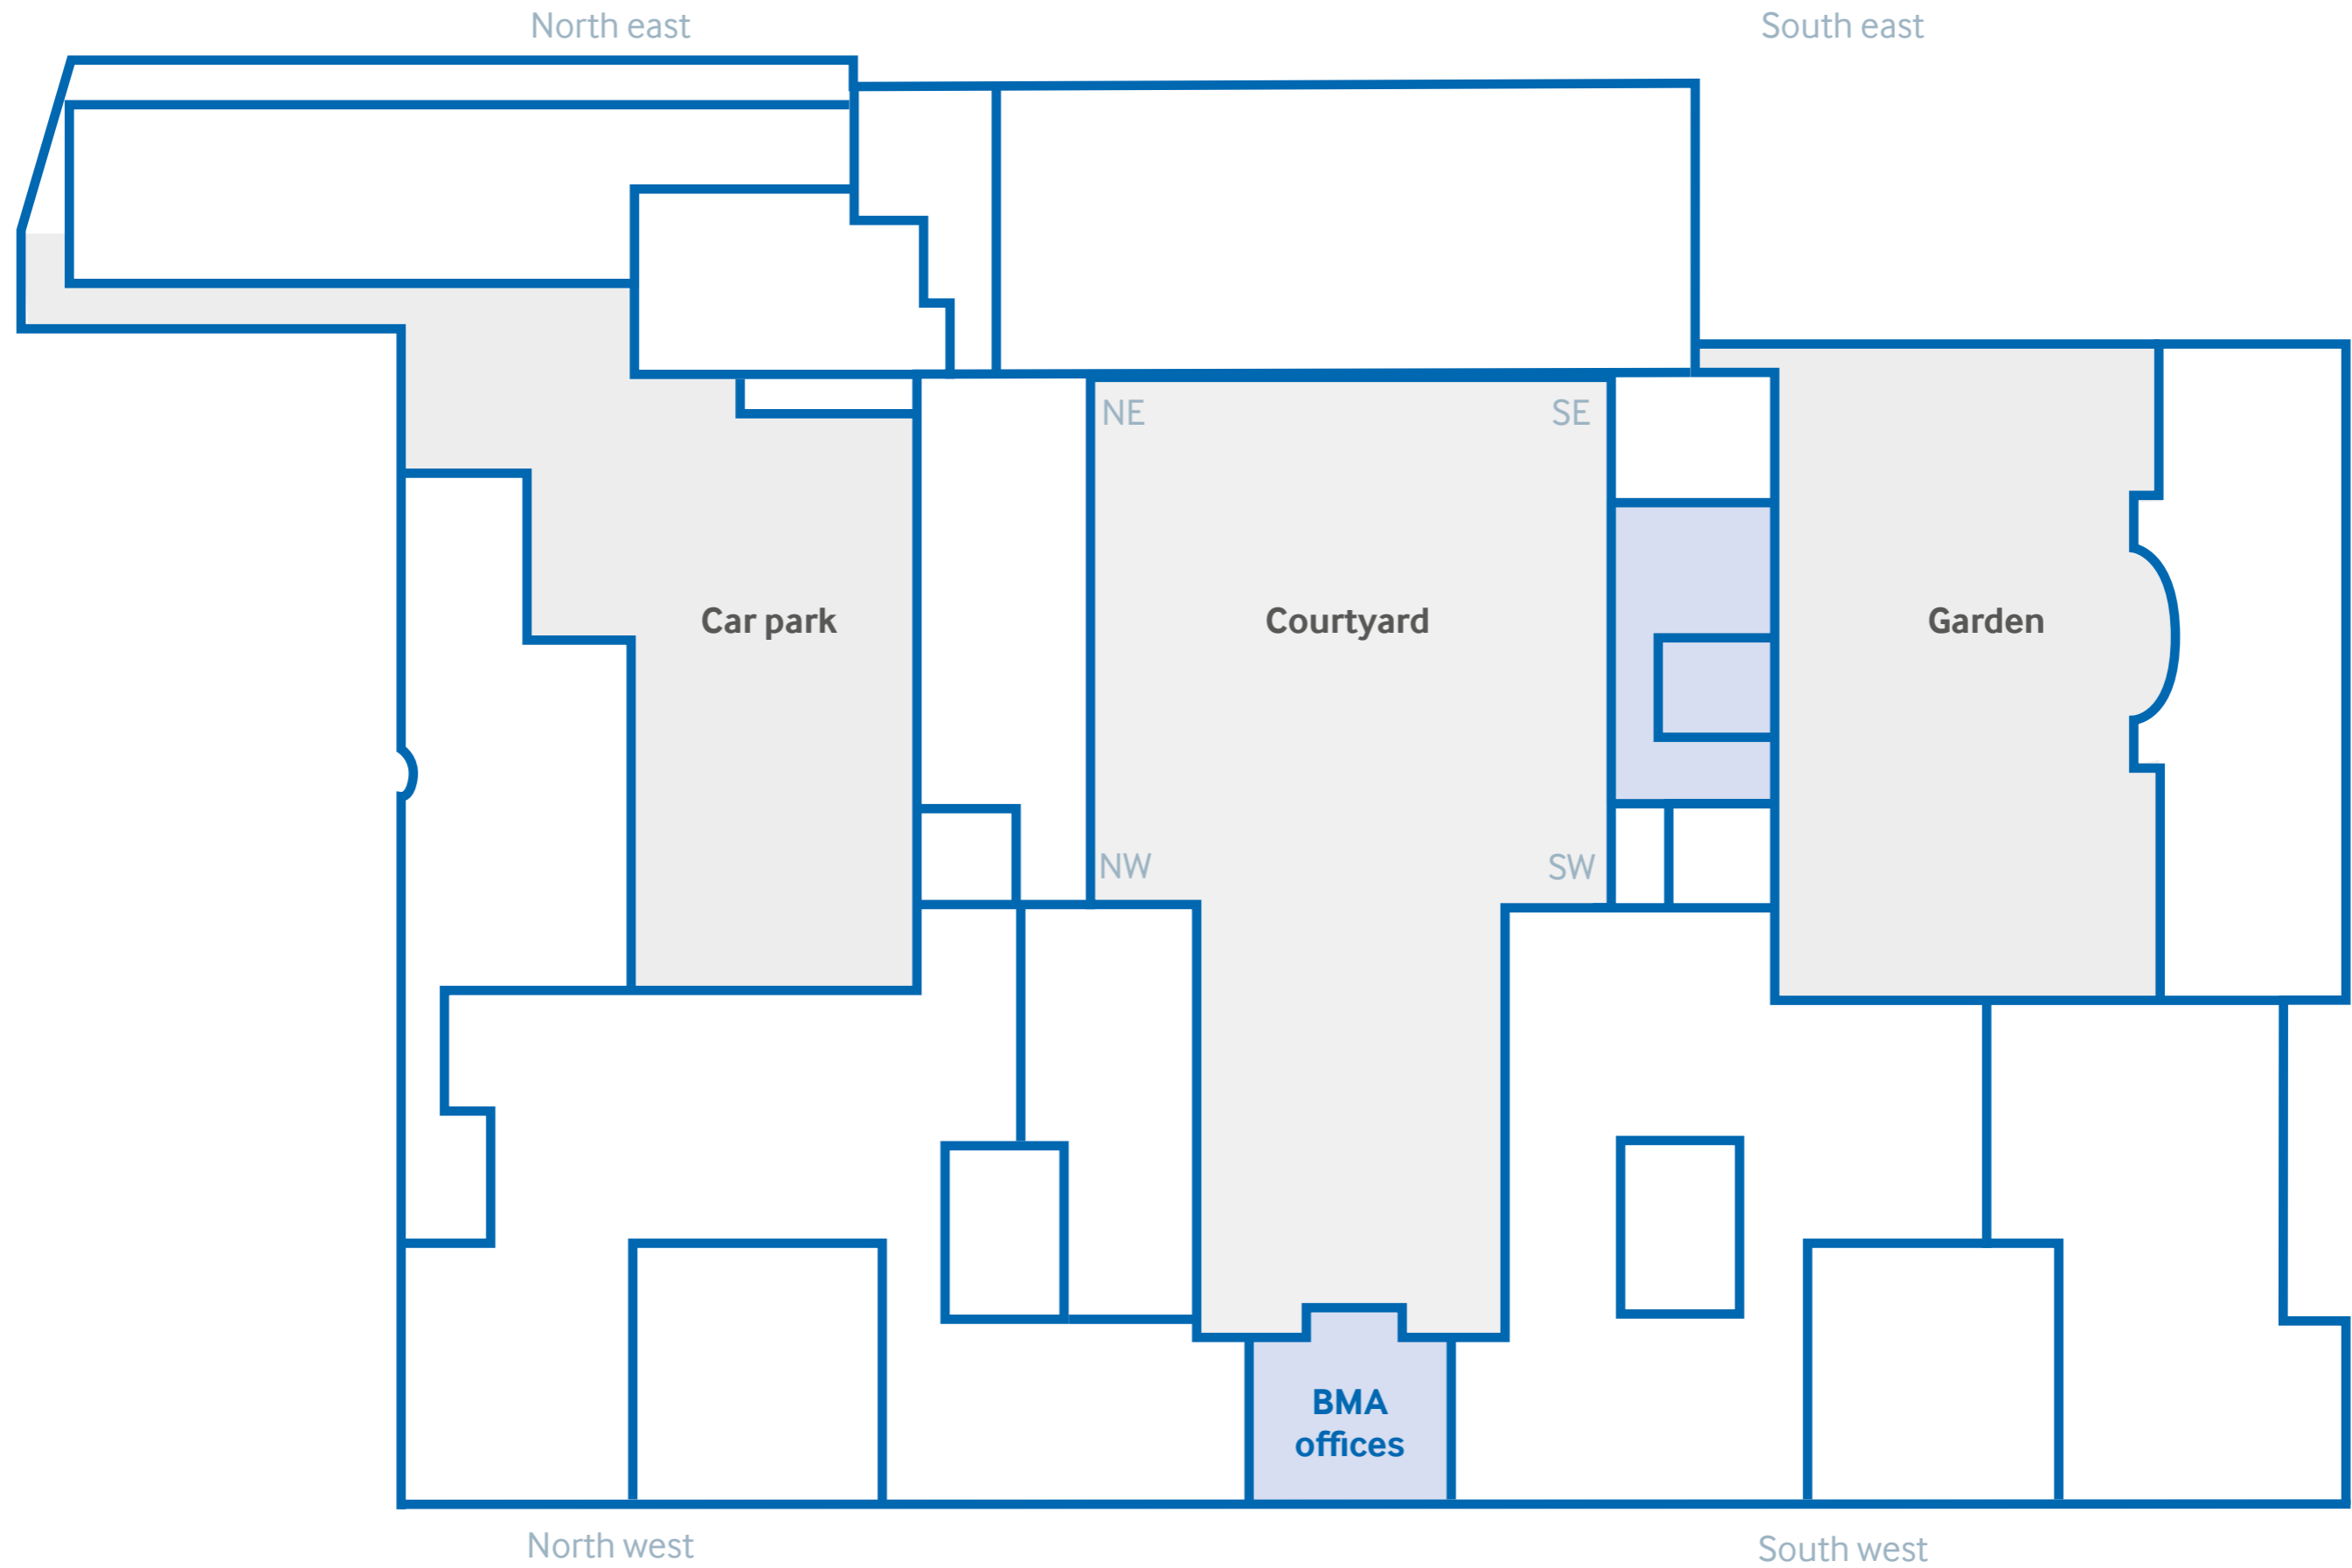 North east
South east
NE
SE
Car park
Courtyard
Garden
NW
SW
BMA
offices
North west
South west